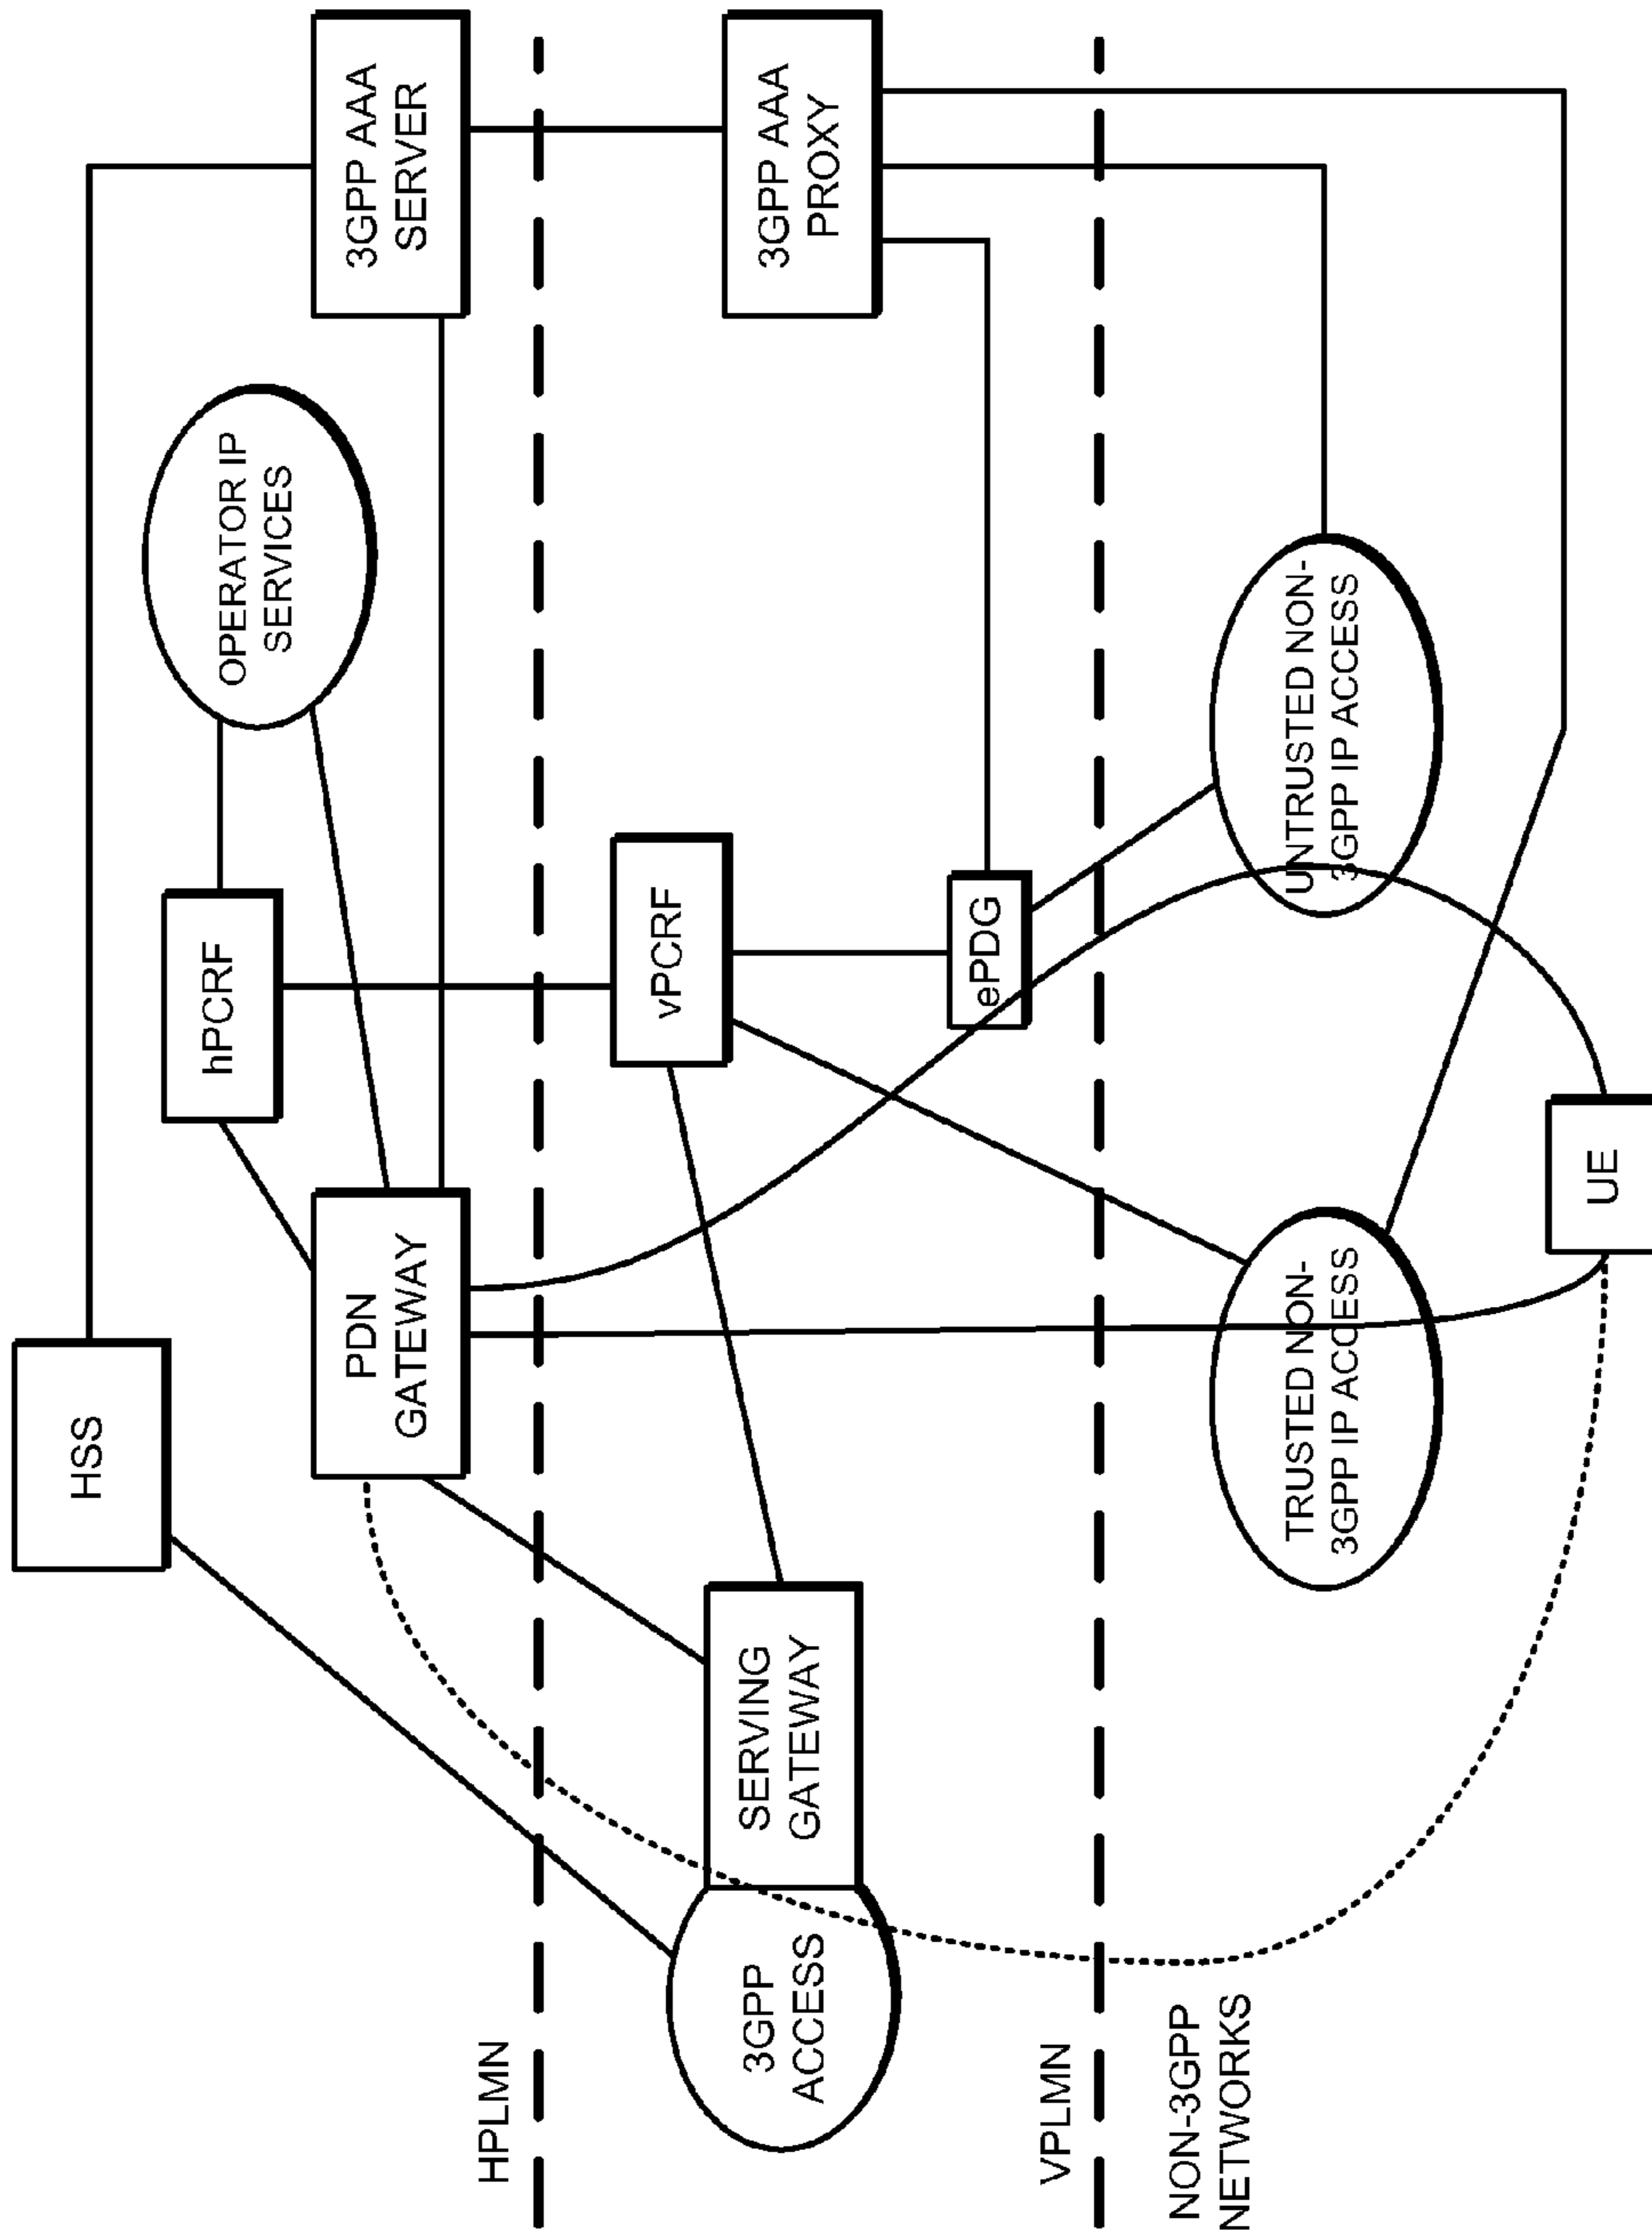 HSS
hPCRF
OPERATOR IP
SERVICES
PDN
GATEWAY
3GPP AAA
SERVER
HPLMN
vPCRF
3GPP
ACCESS
SERVING
GATEWAY
3GPP AAA
PROXY
ePDG
VPLMN
NON-3GPP
NETWORKS
TRUSTED NON-
3GPP IP ACCESS
UNTRUSTED NON-
3GPP IP ACCESS
UE